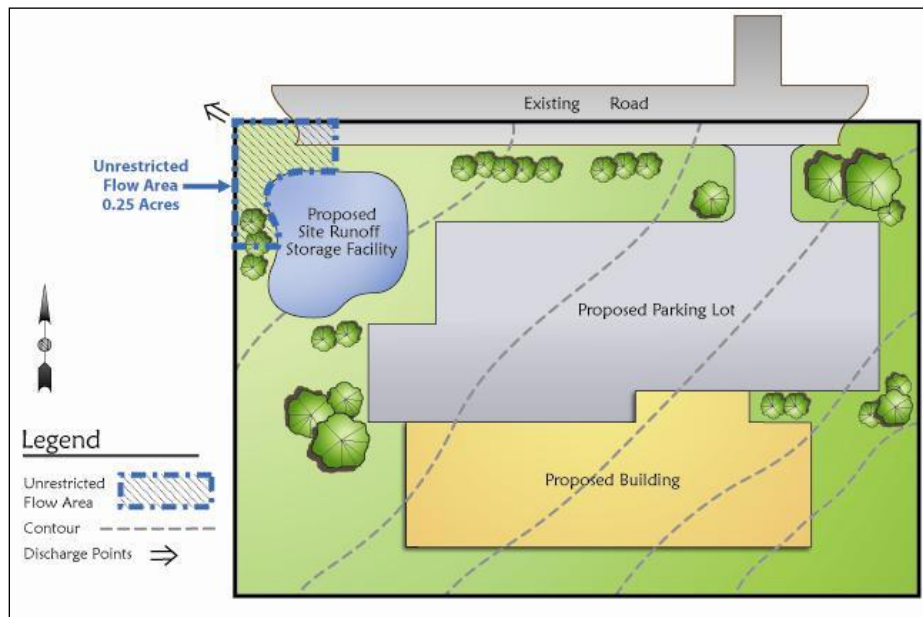 Existing Road
Unrestricted
Flow Area
0.25 Acres
Proposed
Site Runoff
Storage Facility
Proposed Parking Lot
Proposed Building
Legend
Unrestricted
Flow Area
Contour
Discharge Points